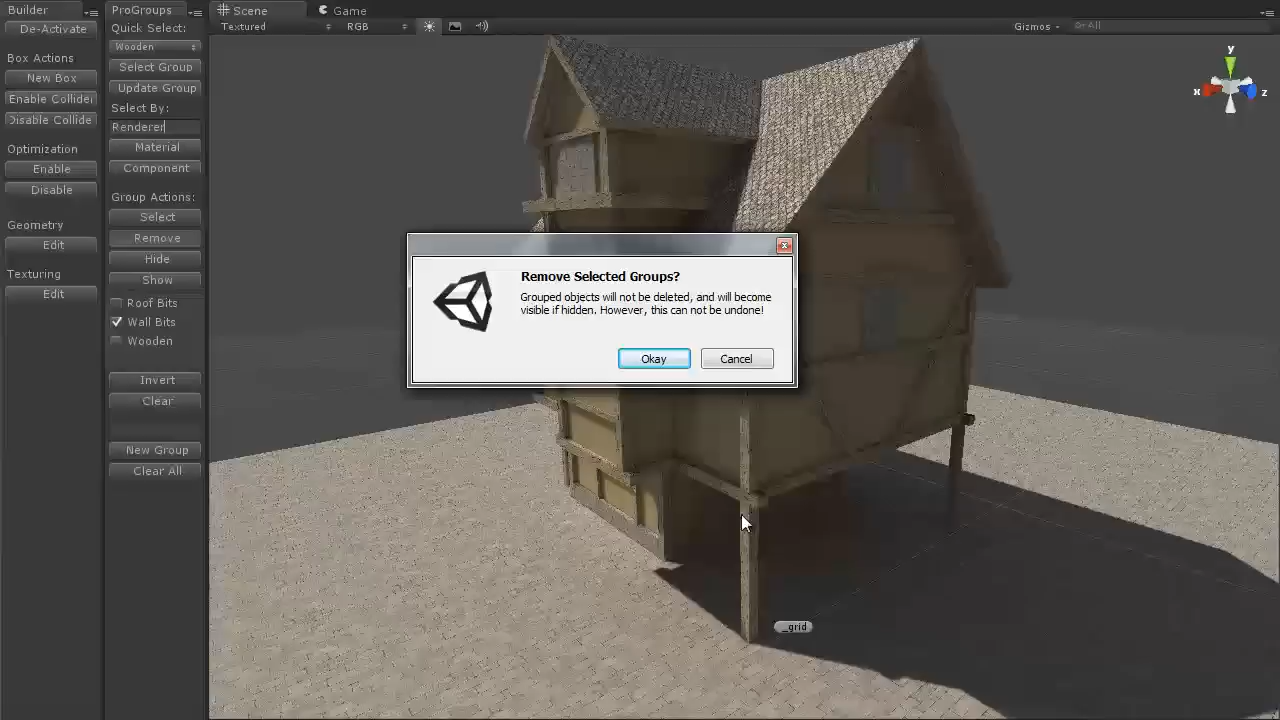 Builder
De-Activate
Box Actions
New Box
Enable Collider
Disable Collide
Optimization
Enable
Disable
Geometry
Edit
Texturing
Edit
ProGroups
Quick Select:
Wooden
Select Group
Update Group
Select By:
Renderer
Material
Component
Group Actions:
Select
Remove
Hide
Show
Roof Bits
Wall Bits
Wooden
Invert
Clear
New Group
Clear All
Scene
Game
Textured
RGB
Gizmos
All
y
x
z
Remove Selected Groups?
Grouped objects will not be deleted, and will become
visible if hidden. However, this can not be undone!
Okay
Cancel
_grid